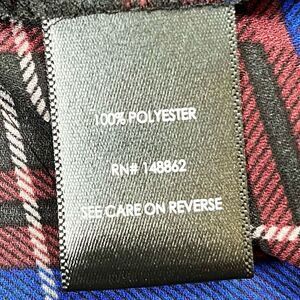 100% POLYESTER
RN# 148862
SEE CARE ON REVERSE